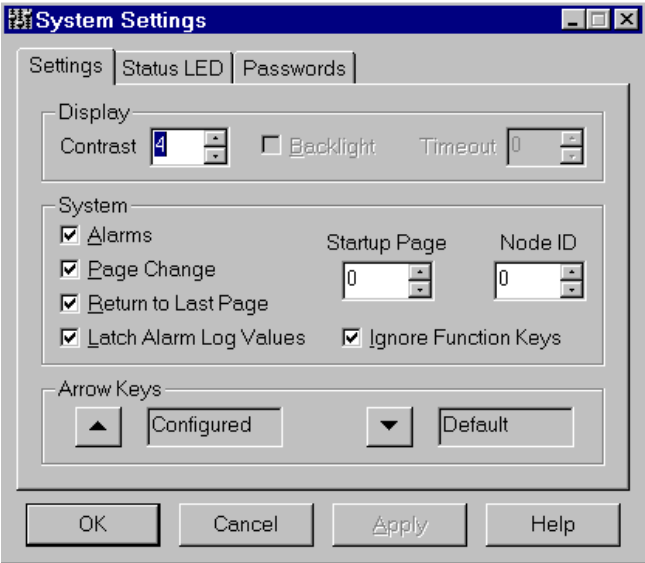 System Settings
Settings Status LED Passwords
Display
Contrast 4 Backlight Timeout 0
System
Alarms Startup Page Node ID
Page Change 0 0
Return to Last Page
Latch Alarm Log Values Ignore Function Keys
Arrow Keys
Configured Default
OK Cancel Apply Help